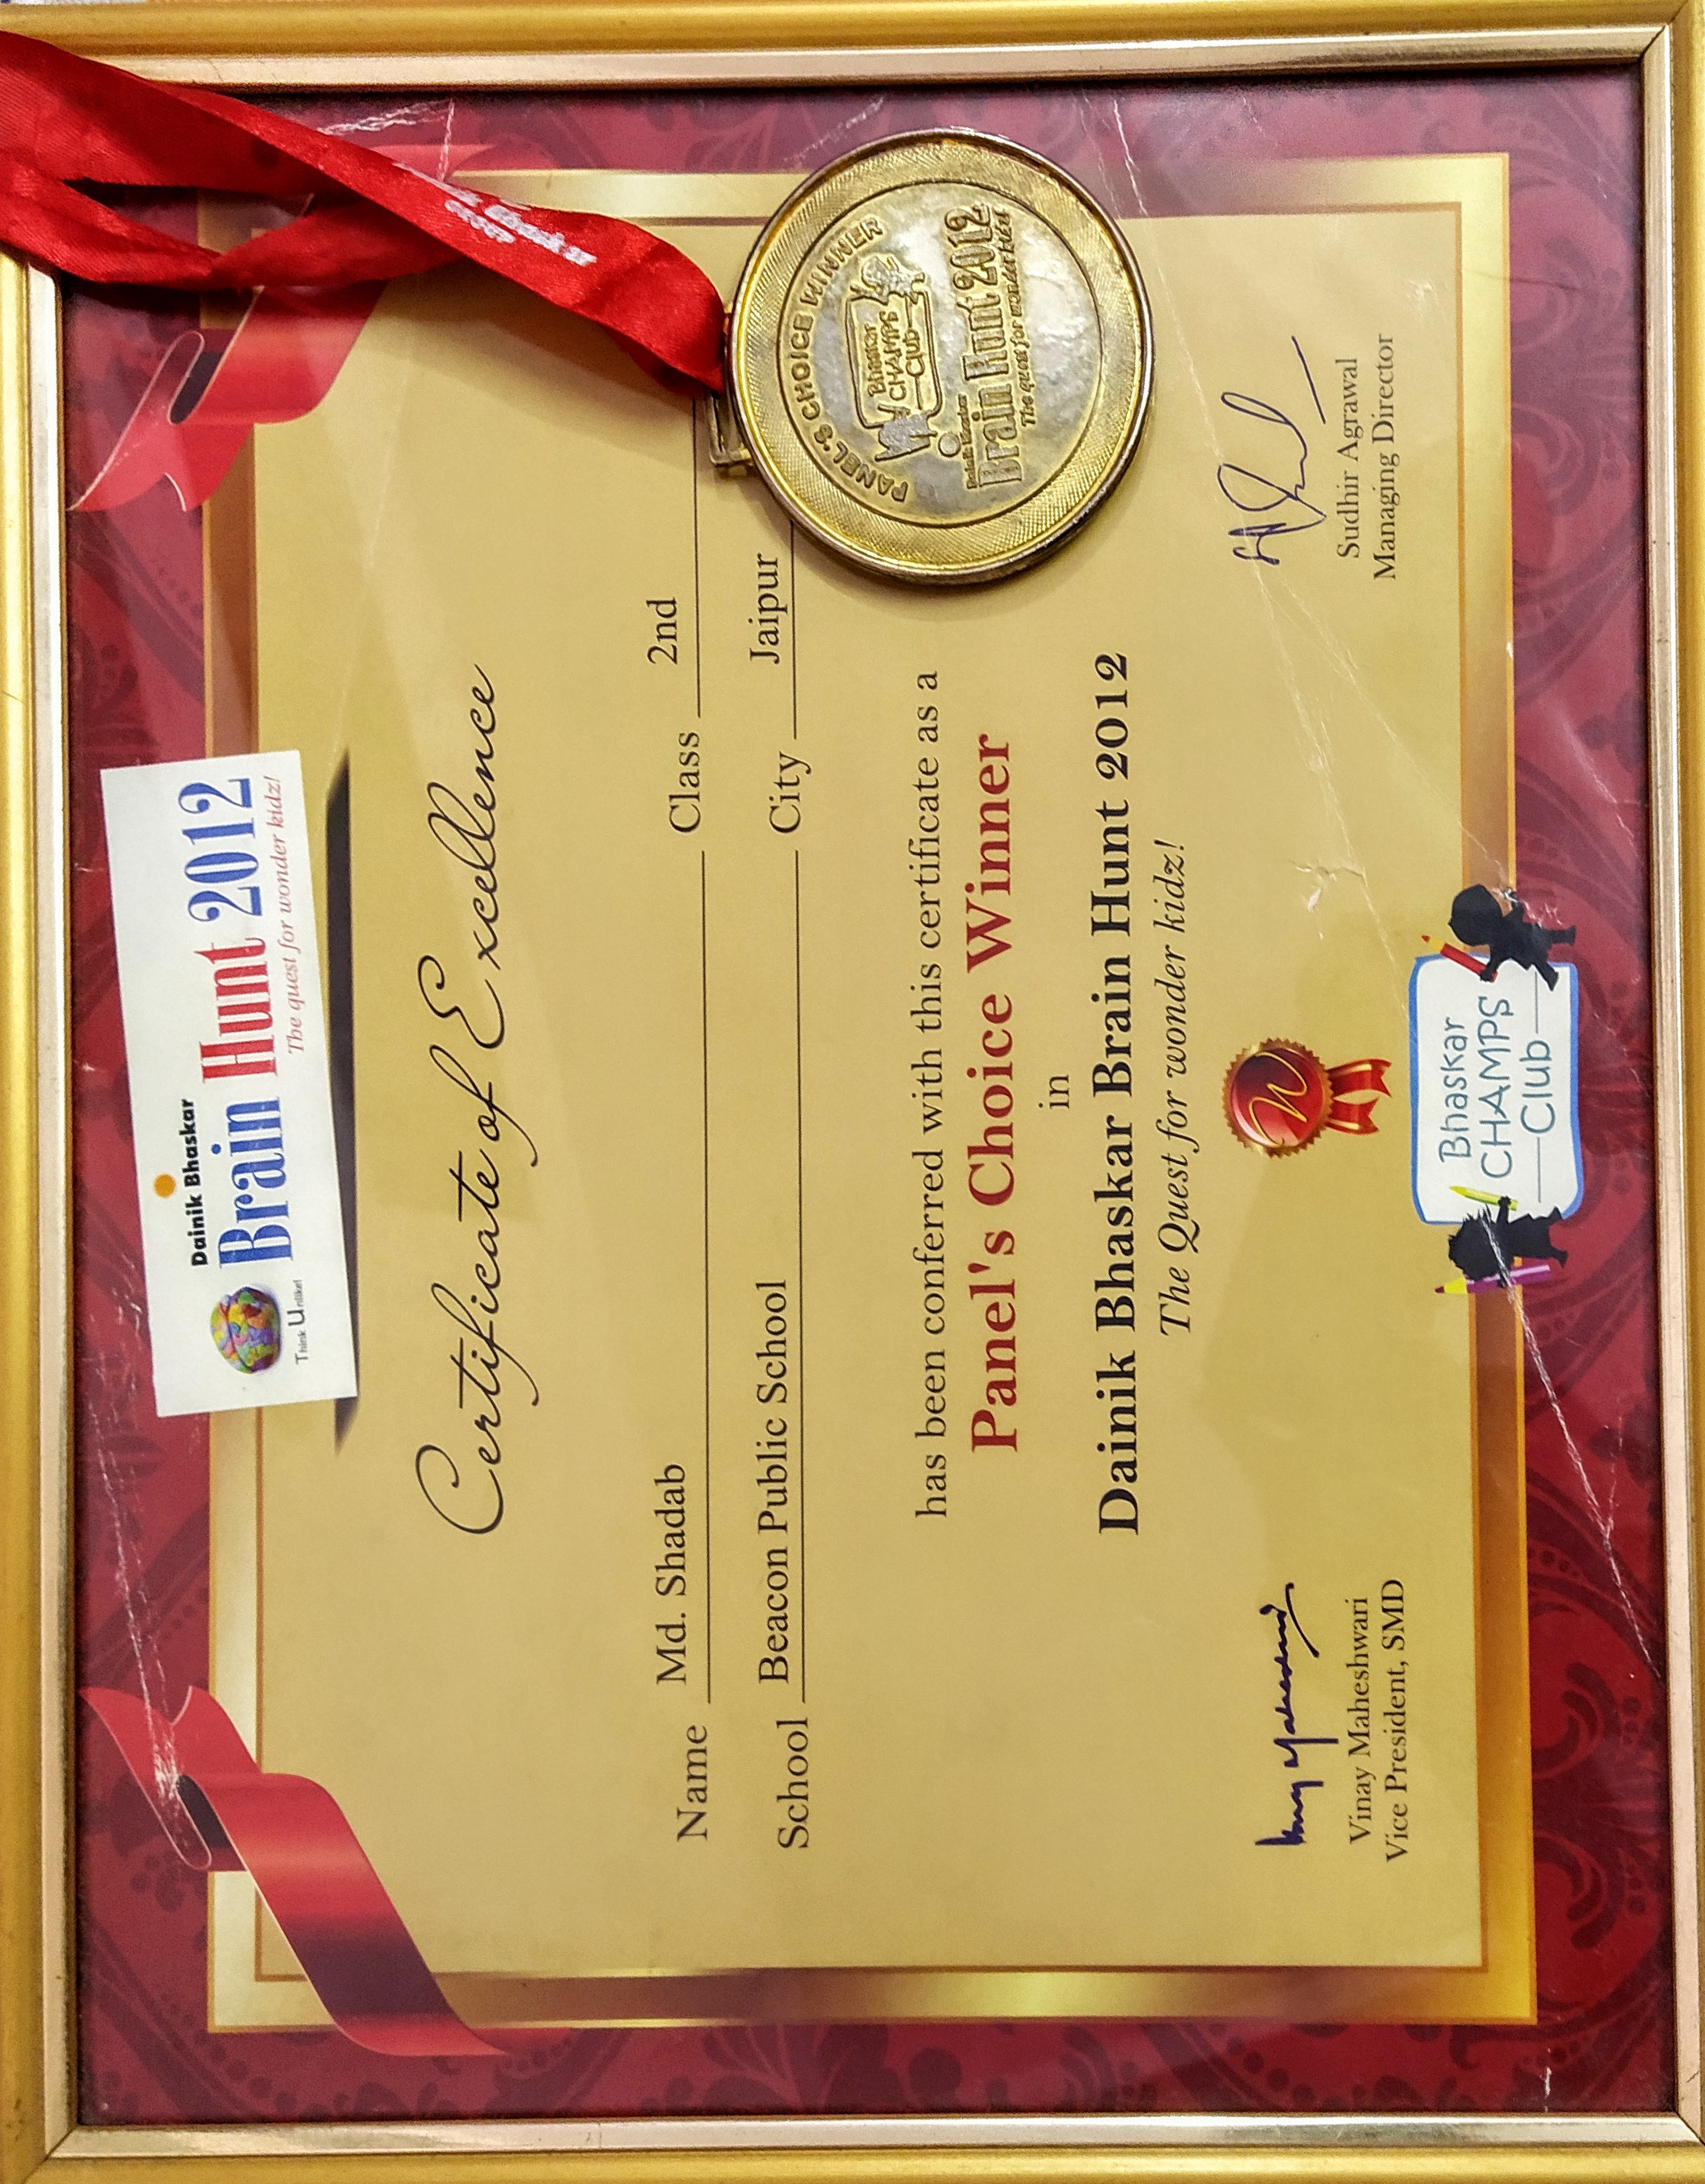 Dainik Bhaskar
Brain Hunt 2012
Think Unlike!
The quest for wonder kidz!
Certificate of Excellence
Name Md. Shadab Class 2nd
School Beacon Public School City Jaipur
has been conferred with this certificate as a
Panel's Choice Winner
in
Dainik Bhaskar Brain Hunt 2012
The Quest for wonder kidz!
PANEL'S CHOICE WINNER
Bhaskar
CHAMPS
Club
Dainik Bhaskar
Brain Hunt 2012
The quest for wonder kidz!
W
Vinay Maheshwari
Vice President, SMD
Sudhir Agrawal
Managing Director
Bhaskar
CHAMPS
Club